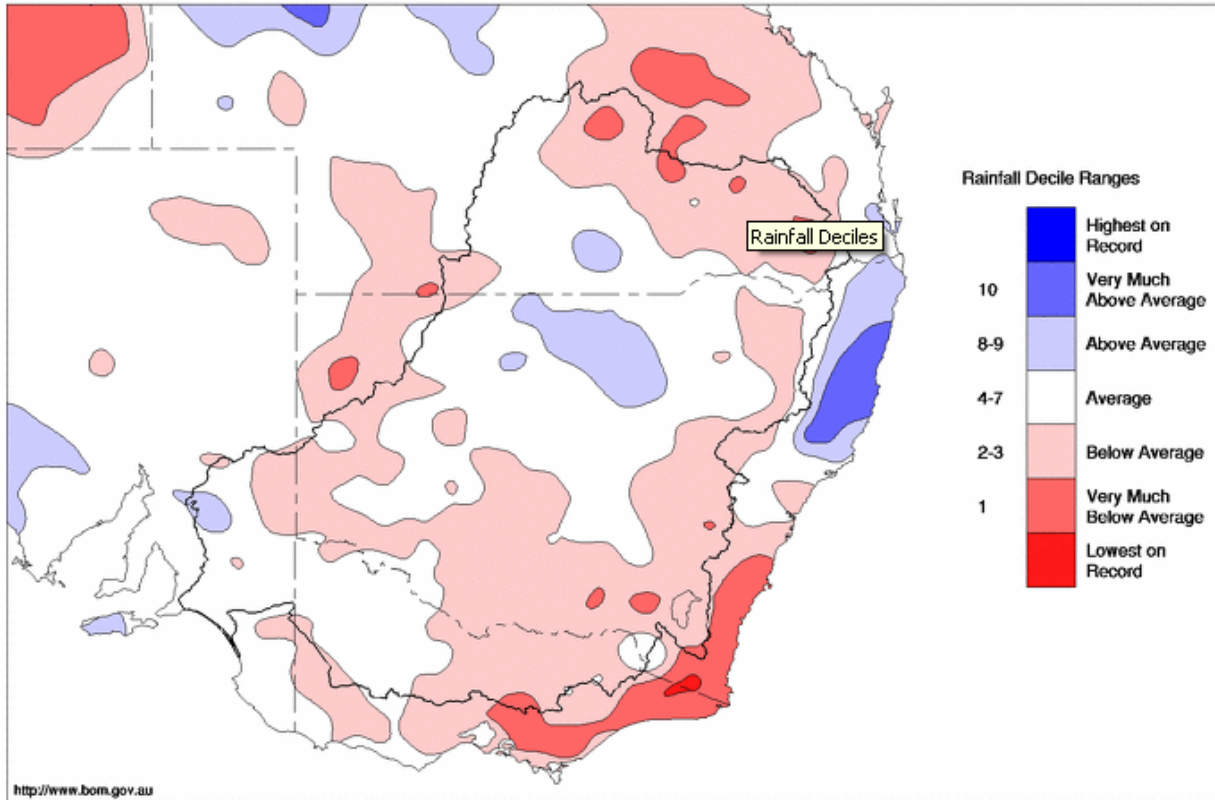 Rainfall Decile Ranges
Highest on
Record
10
Very Much
Above Average
8-9
Above Average
4-7
Average
2-3
Below Average
1
Very Much
Below Average
Lowest on
Record
Rainfall Deciles
http://www.bom.gov.au